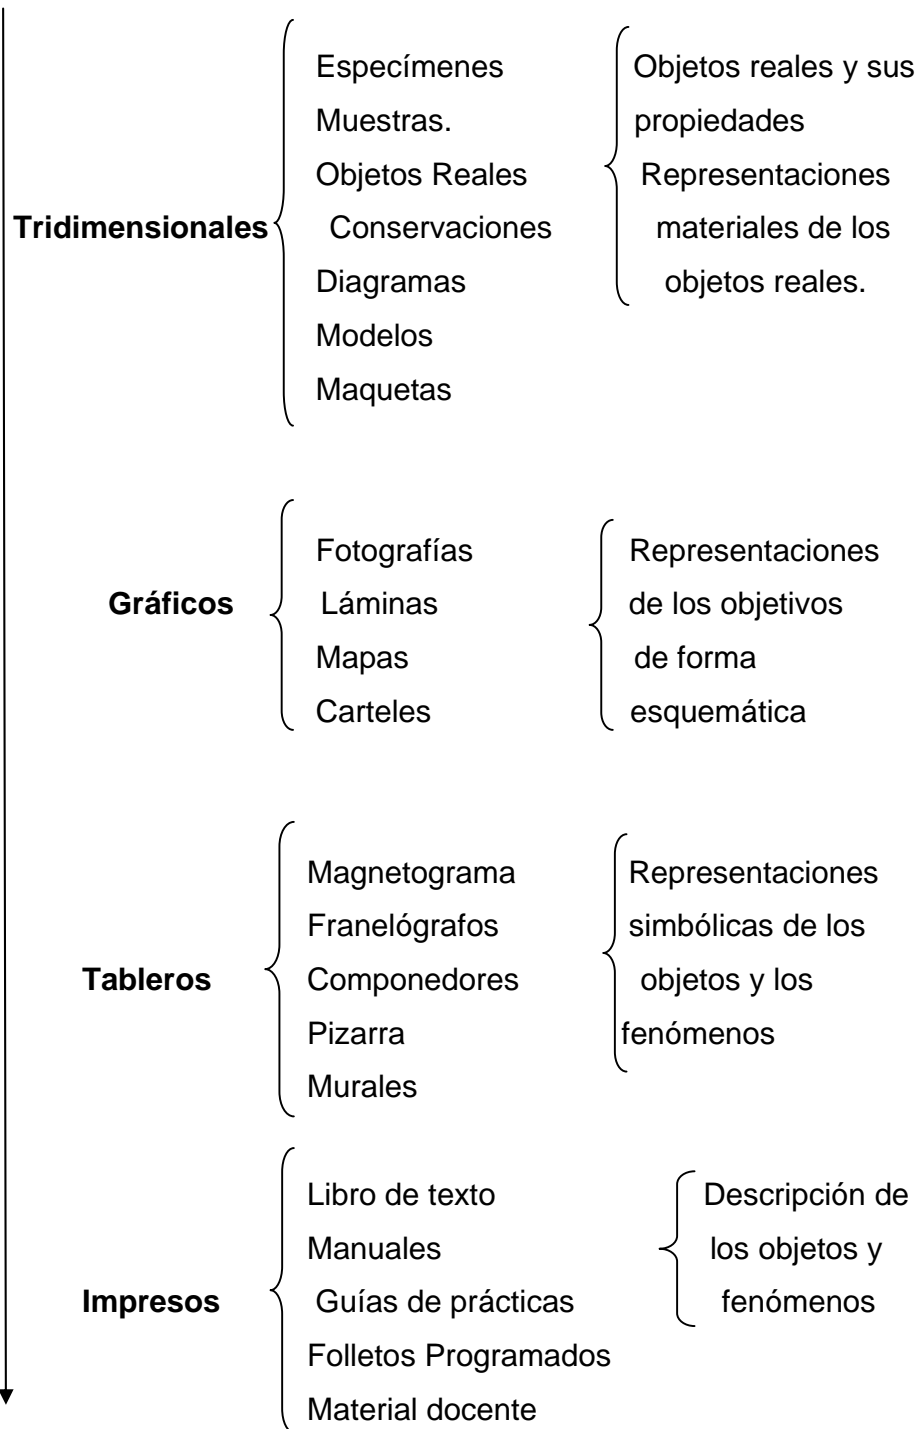 Especímenes Objetos reales y sus
Muestras. propiedades
Objetos Reales Representaciones
Tridimensionales Conservaciones materiales de los
Diagramas objetos reales.
Modelos
Maquetas
Fotografías Representaciones
Gráficos Láminas de los objetivos
Mapas de forma
Carteles esquemática
Magnetograma Representaciones
Franelógrafos simbólicas de los
Tableros Componedores objetos y los
Pizarra fenómenos
Murales
Libro de texto Descripción de
Manuales los objetos y
Impresos Guías de prácticas fenómenos
Folletos Programados
Material docente